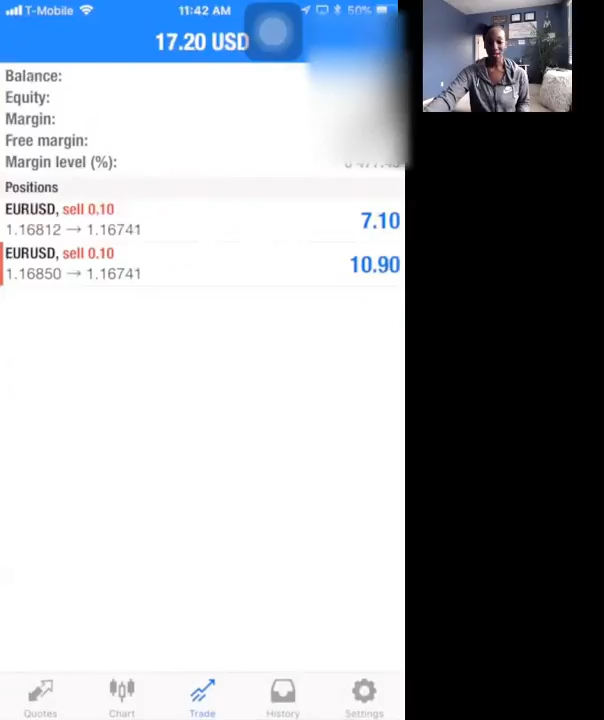 T-Mobile 11:42 AM 50%
17.20 USD
Balance:
Equity:
Margin:
Free margin:
Margin level (%):
Positions
EURUSD, sell 0.10 7.10
1.16812 → 1.16741
EURUSD, sell 0.10 10.90
1.16850 → 1.16741
Quotes Chart Trade History Settings